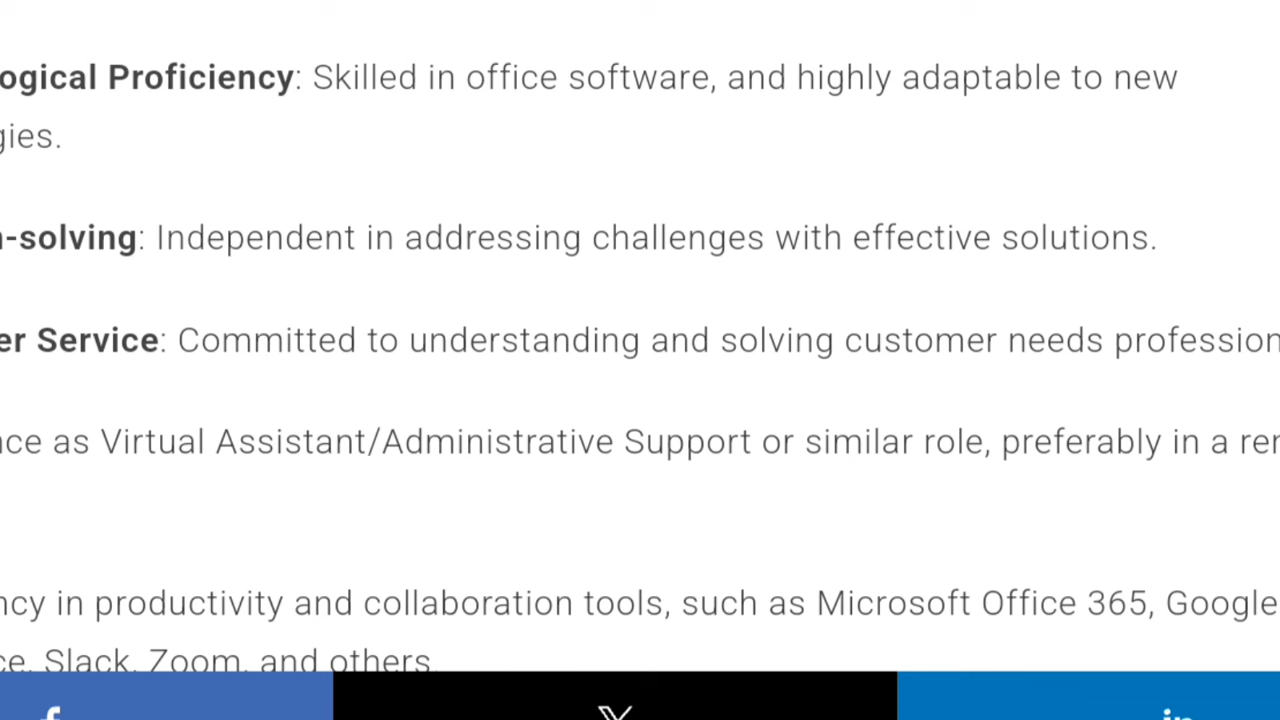 ogical Proficiency: Skilled in office software, and highly adaptable to new
gies.
-solving: Independent in addressing challenges with effective solutions.
er Service: Committed to understanding and solving customer needs profession
nce as Virtual Assistant/Administrative Support or similar role, preferably in a rem
ncy in productivity and collaboration tools, such as Microsoft Office 365, Google
ce, Slack, Zoom, and others.